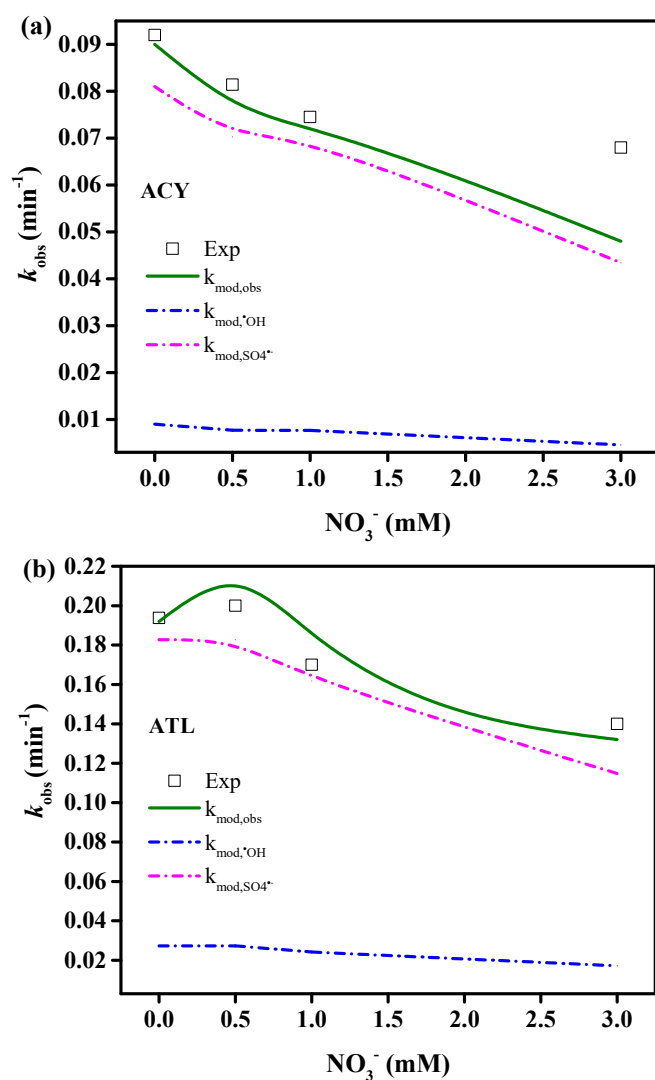 (a)
0.09
0.08
0.07
0.06
0.05
0.04
0.03
0.02
0.01
k_obs (min⁻¹)
ACY
Exp
k_mod,obs
k_mod,•OH
k_mod,SO4•-
0.0 0.5 1.0 1.5 2.0 2.5 3.0
NO₃⁻ (mM)
(b)
0.22
0.20
0.18
0.16
0.14
0.12
0.10
0.08
0.06
0.04
0.02
k_obs (min⁻¹)
ATL
Exp
k_mod,obs
k_mod,•OH
k_mod,SO4•-
0.0 0.5 1.0 1.5 2.0 2.5 3.0
NO₃⁻ (mM)